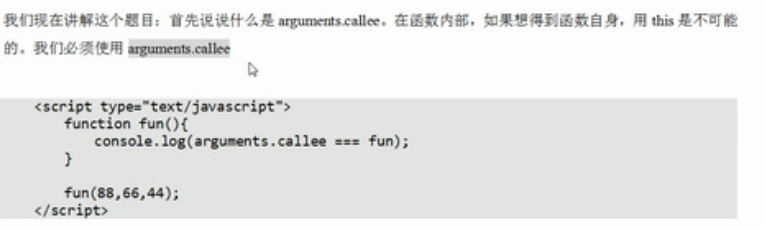 我们现在讲解这个题目：首先说说什么是 arguments.callee。在函数内部，如果想得到函数自身，用 this 是不可能
的。我们必须使用 arguments.callee
<script type="text/javascript">
function fun(){
console.log(arguments.callee === fun);
}
fun(88,66,44);
</script>